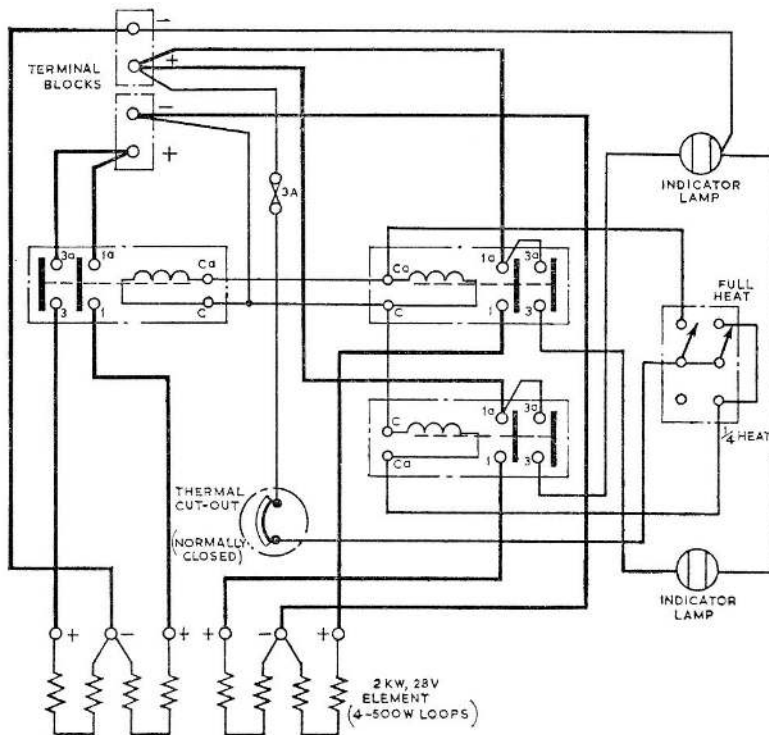 −
TERMINAL
BLOCKS
+
−
+
3A
INDICATOR
LAMP
3a
1a
Ca
C
3
1
Ca
C
1a
3a
1
3
FULL
HEAT
C
Ca
1a
3a
1
3
¼ HEAT
THERMAL
CUT-OUT
(NORMALLY
CLOSED)
INDICATOR
LAMP
+ − + + − +
2 KW, 28V
ELEMENT
(4-500W LOOPS)